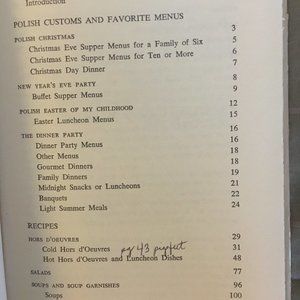 Introduction
POLISH CUSTOMS AND FAVORITE MENUS 3
POLISH CHRISTMAS 5
Christmas Eve Supper Menus for a Family of Six 6
Christmas Eve Supper Menus for Ten or More 7
Christmas Day Dinner 8
NEW YEAR'S EVE PARTY 9
Buffet Supper Menus
POLISH EASTER OF MY CHILDHOOD 12
Easter Luncheon Menus 15
THE DINNER PARTY 16
Dinner Party Menus 16
Other Menus 18
Gourmet Dinners 18
Family Dinners 19
Midnight Snacks or Luncheons 21
Banquets 22
Light Summer Meals 24
RECIPES
HORS D'OEUVRES 29
Cold Hors d'Oeuvres pg 43 31
Hot Hors d'Oeuvres and Luncheon Dishes 48
SALADS 77
SOUPS AND SOUP GARNISHES 96
Soups 100